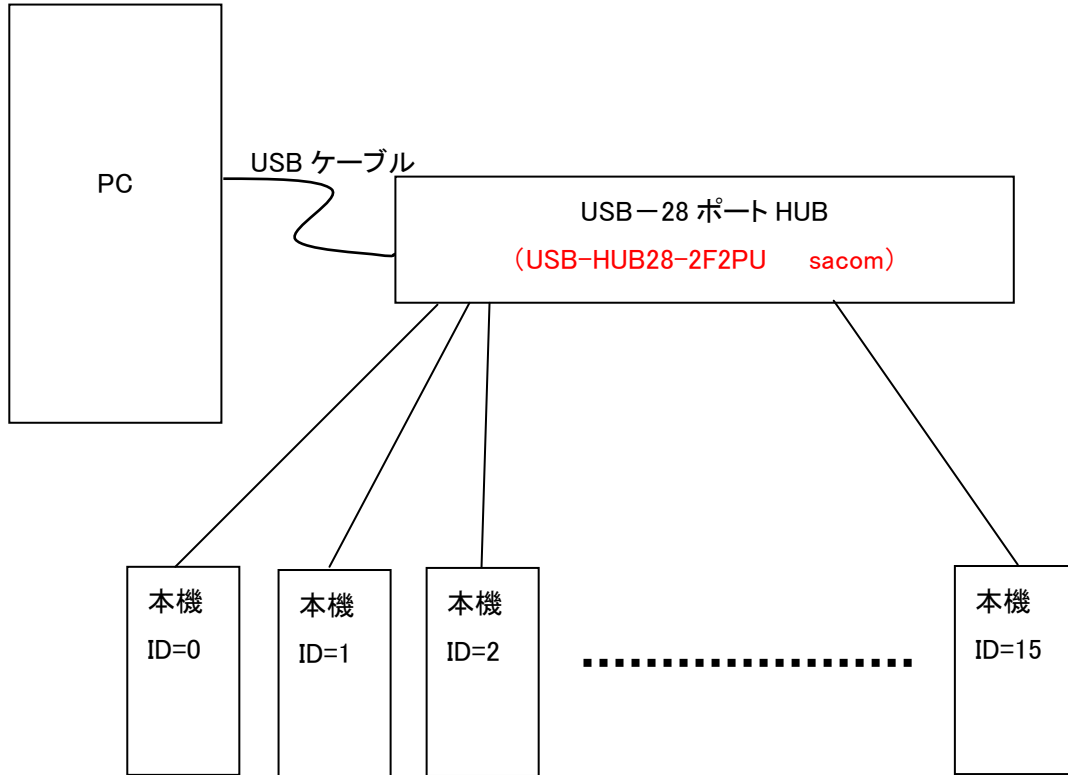 PC
USB ケーブル
USB－28 ポート HUB
（USB-HUB28-2F2PU　　sacom）
本機
ID=0
本機
ID=1
本機
ID=2
本機
ID=15